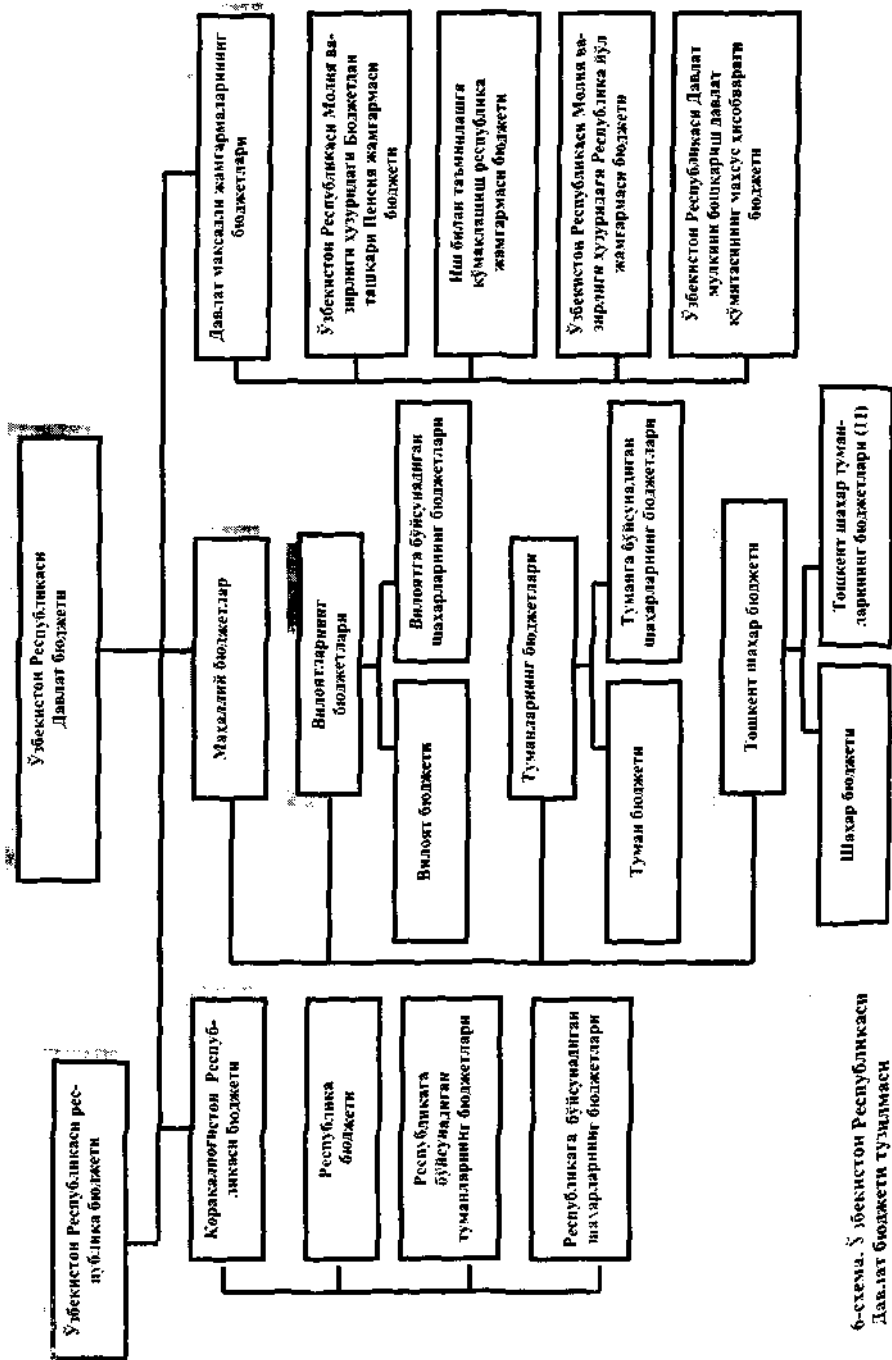 Ўзбекистон Республикаси
Давлат бюджети
Ўзбекистон Республикаси рес-
публика бюджети
Қорақалпоғистон Респуб-
ликаси бюджети
Республика
бюджети
Республикага
бўйсунадиган
туманларнинг бюджетлари
Республикага бўйсунадиган
шаҳарларнинг бюджетлари
Маҳаллий бюджетлар
Вилоятларнинг
бюджетлари
Вилоят бюджети
Вилоятга бўйсунадиган
шаҳарларнинг бюджетлари
Туманларнинг бюджетлари
Туман бюджети
Туманга бўйсунадиган
шаҳарларнинг бюджетлари
Тошкент шаҳар бюджети
Шаҳар бюджети
Тошкент шаҳар туман-
ларининг бюджетлари (11)
Давлат мақсадли жамғармаларининг
бюджетлари
Ўзбекистон Республикаси Молия ва-
зирлиги ҳузуридаги Бюджетдан
ташқари Пенсия жамғармаси
бюджети
Иш билан таъминлашга
кўмаклашиш республика
жамғармаси бюджети
Ўзбекистон Республикаси Молия ва-
зирлиги ҳузуридаги Республика йўл
жамғармаси бюджети
Ўзбекистон Республикаси Давлат
мулкини бошқариш давлат
қўмитасининг махсус ҳисобварағи
бюджети
6-схема. Ўзбекистон Республикаси
Давлат бюджети тузилмаси